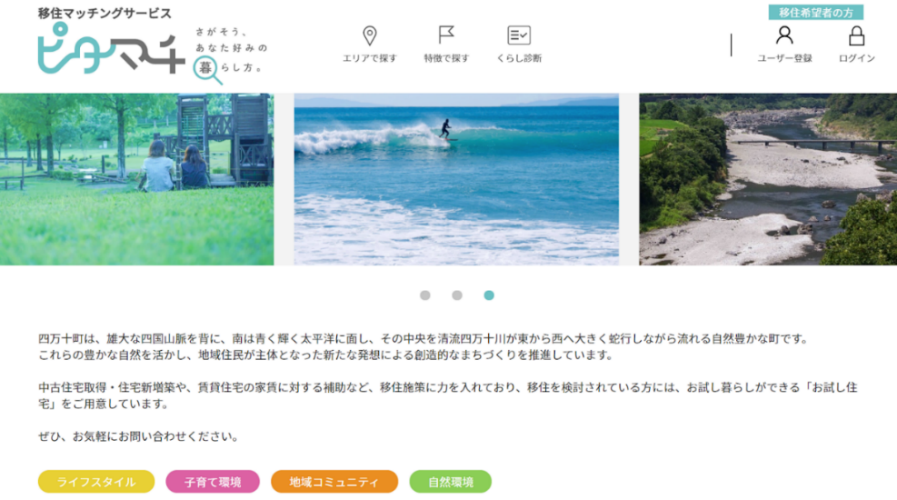 移住マッチングサービス
ピタマチ
さがそう、
あなた好みの
暮らし方。
エリアで探す
特徴で探す
くらし診断
移住希望者の方
ユーザー登録
ログイン
四万十町は、雄大な四国山脈を背に、南は青く輝く太平洋に面し、その中央を清流四万十川が東から西へ大きく蛇行しながら流れる自然豊かな町です。
これらの豊かな自然を活かし、地域住民が主体となった新たな発想による創造的なまちづくりを推進しています。
中古住宅取得・住宅新増築や、賃貸住宅の家賃に対する補助など、移住施策に力を入れており、移住を検討されている方には、お試し暮らしができる「お試し住
宅」をご用意しています。
ぜひ、お気軽にお問い合わせください。
ライフスタイル
子育て環境
地域コミュニティ
自然環境